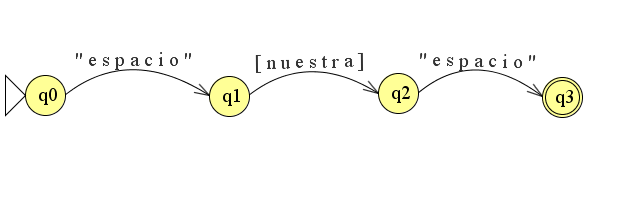 "espacio" [nuestra] "espacio"
q0 q1 q2 q3